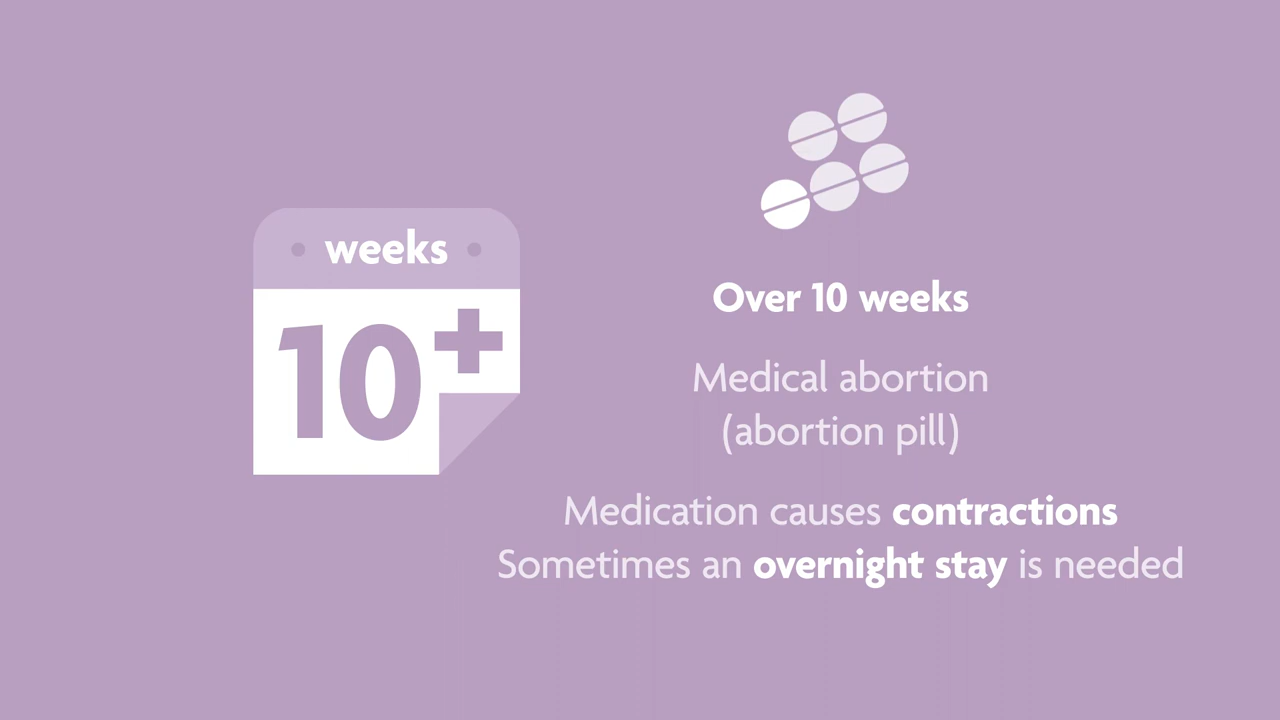 weeks
10+
Over 10 weeks
Medical abortion
(abortion pill)
Medication causes contractions
Sometimes an overnight stay is needed